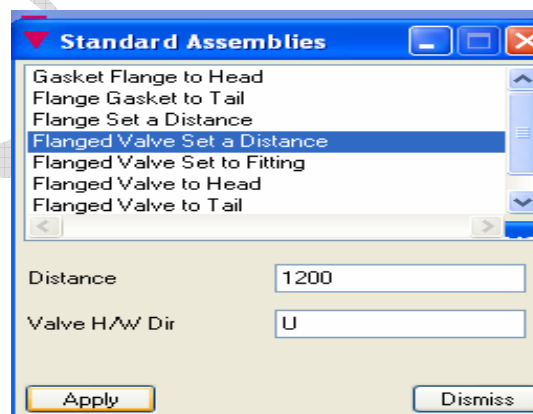 Standard Assemblies
Gasket Flange to Head
Flange Gasket to Tail
Flange Set a Distance
Flanged Valve Set a Distance
Flanged Valve Set to Fitting
Flanged Valve to Head
Flanged Valve to Tail
Distance 1200
Valve H/W Dir U
Apply Dismiss